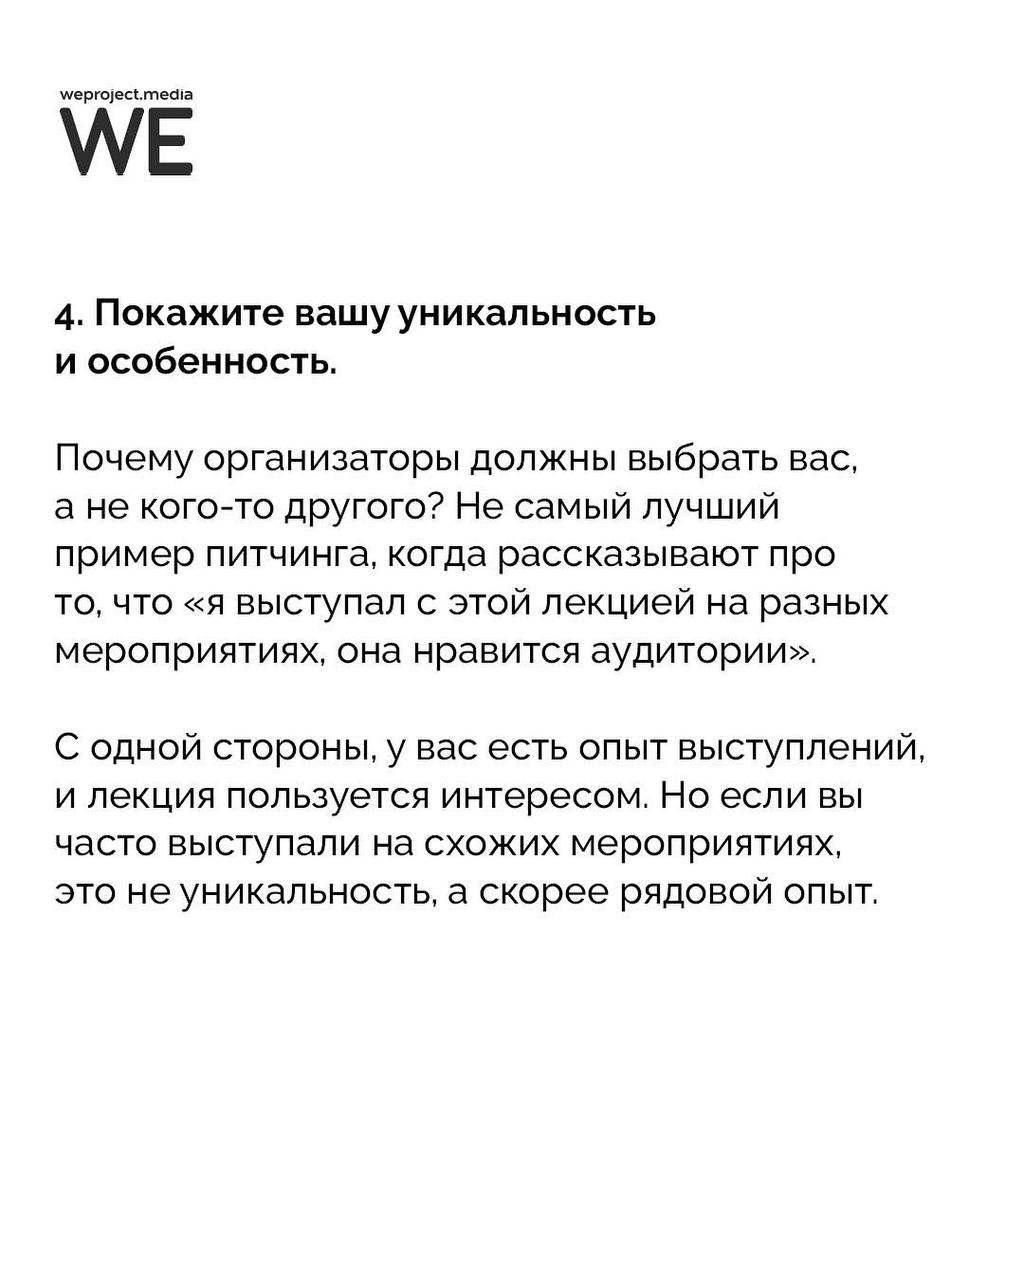 weproject.media
WE
4. Покажите вашу уникальность
и особенность.
Почему организаторы должны выбрать вас,
а не кого-то другого? Не самый лучший
пример питчинга, когда рассказывают про
то, что «я выступал с этой лекцией на разных
мероприятиях, она нравится аудитории».
С одной стороны, у вас есть опыт выступлений,
и лекция пользуется интересом. Но если вы
часто выступали на схожих мероприятиях,
это не уникальность, а скорее рядовой опыт.